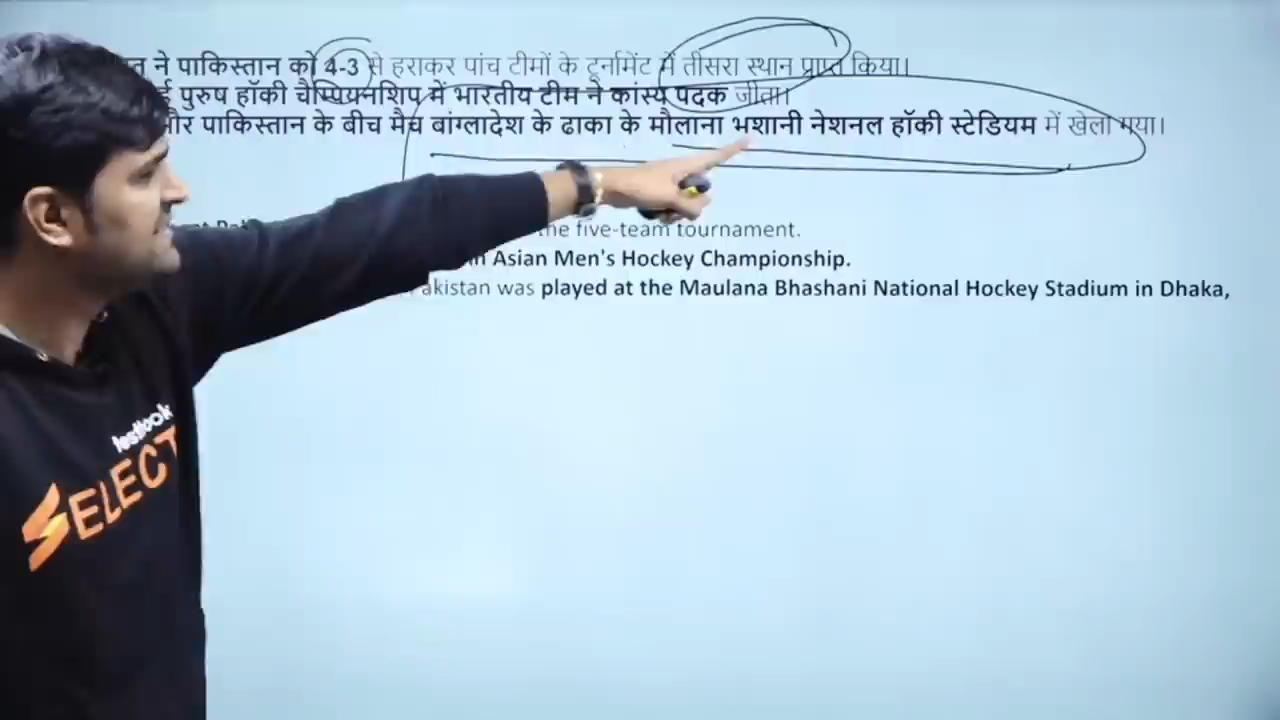 ने पाकिस्तान को 4-3 से हराकर पांच टीमों के टूर्नामेंट में तीसरा स्थान प्राप्त किया।
पुरुष हॉकी चैम्पियनशिप में भारतीय टीम ने कांस्य पदक जीता।
और पाकिस्तान के बीच मैच बांग्लादेश के ढाका के मौलाना भशानी नेशनल हॉकी स्टेडियम में खेला गया।
the five-team tournament.
in Asian Men's Hockey Championship.
akistan was played at the Maulana Bhashani National Hockey Stadium in Dhaka,
testbook
SELECT